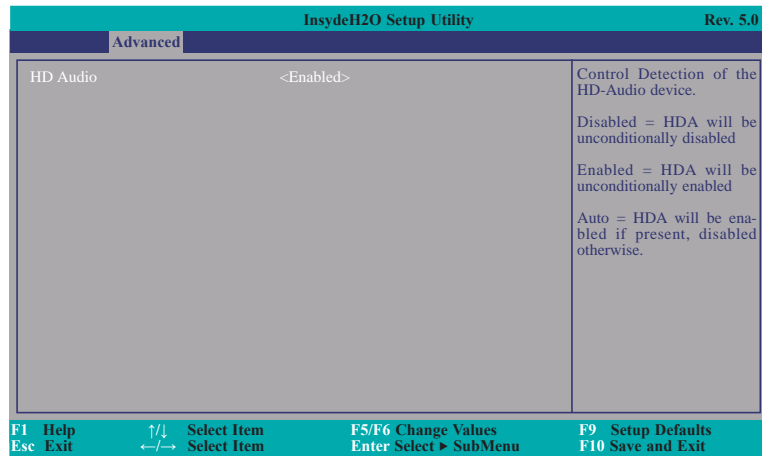 InsydeH2O Setup Utility Rev. 5.0
Advanced
HD Audio <Enabled>
Control Detection of the
HD-Audio device.
Disabled = HDA will be
unconditionally disabled
Enabled = HDA will be
unconditionally enabled
Auto = HDA will be ena-
bled if present, disabled
otherwise.
F1 Help ↑/↓ Select Item F5/F6 Change Values F9 Setup Defaults
Esc Exit ←/→ Select Item Enter Select ► SubMenu F10 Save and Exit